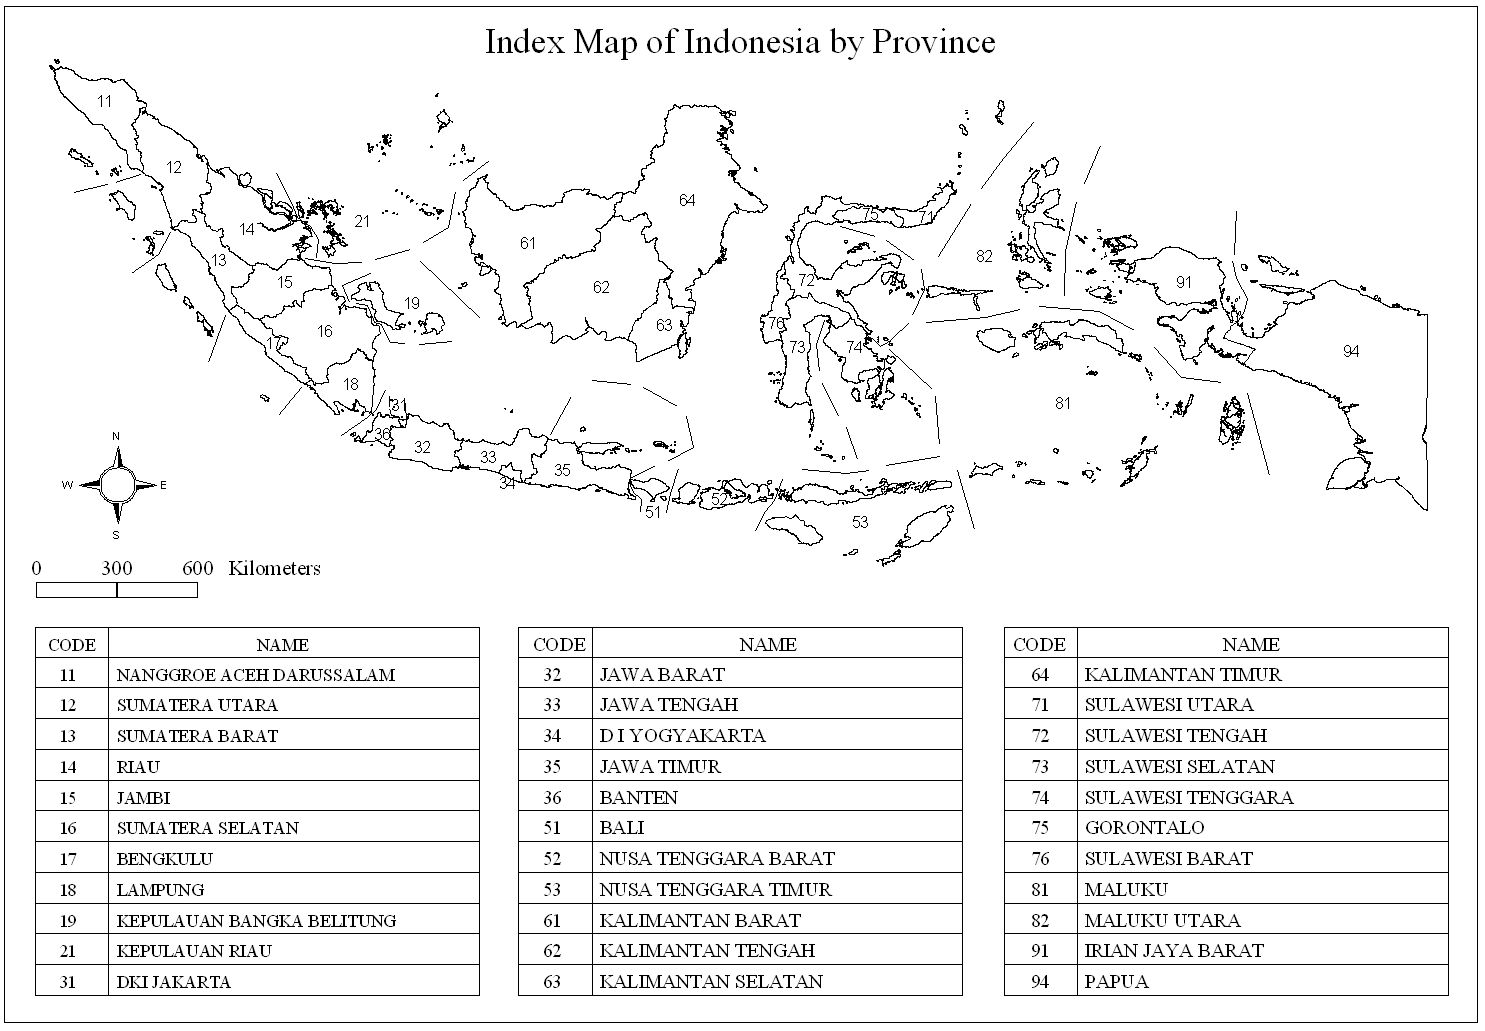 Index Map of Indonesia by Province
11
12
14
21
13
15
16
19
17
18
31
36
32
33
34
35
51
52
53
61
62
63
64
71
75
72
76
73
74
82
81
91
94
N
W E
S
0 300 600 Kilometers
CODE NAME
11 NANGGROE ACEH DARUSSALAM
12 SUMATERA UTARA
13 SUMATERA BARAT
14 RIAU
15 JAMBI
16 SUMATERA SELATAN
17 BENGKULU
18 LAMPUNG
19 KEPULAUAN BANGKA BELITUNG
21 KEPULAUAN RIAU
31 DKI JAKARTA
CODE NAME
32 JAWA BARAT
33 JAWA TENGAH
34 D I YOGYAKARTA
35 JAWA TIMUR
36 BANTEN
51 BALI
52 NUSA TENGGARA BARAT
53 NUSA TENGGARA TIMUR
61 KALIMANTAN BARAT
62 KALIMANTAN TENGAH
63 KALIMANTAN SELATAN
CODE NAME
64 KALIMANTAN TIMUR
71 SULAWESI UTARA
72 SULAWESI TENGAH
73 SULAWESI SELATAN
74 SULAWESI TENGGARA
75 GORONTALO
76 SULAWESI BARAT
81 MALUKU
82 MALUKU UTARA
91 IRIAN JAYA BARAT
94 PAPUA